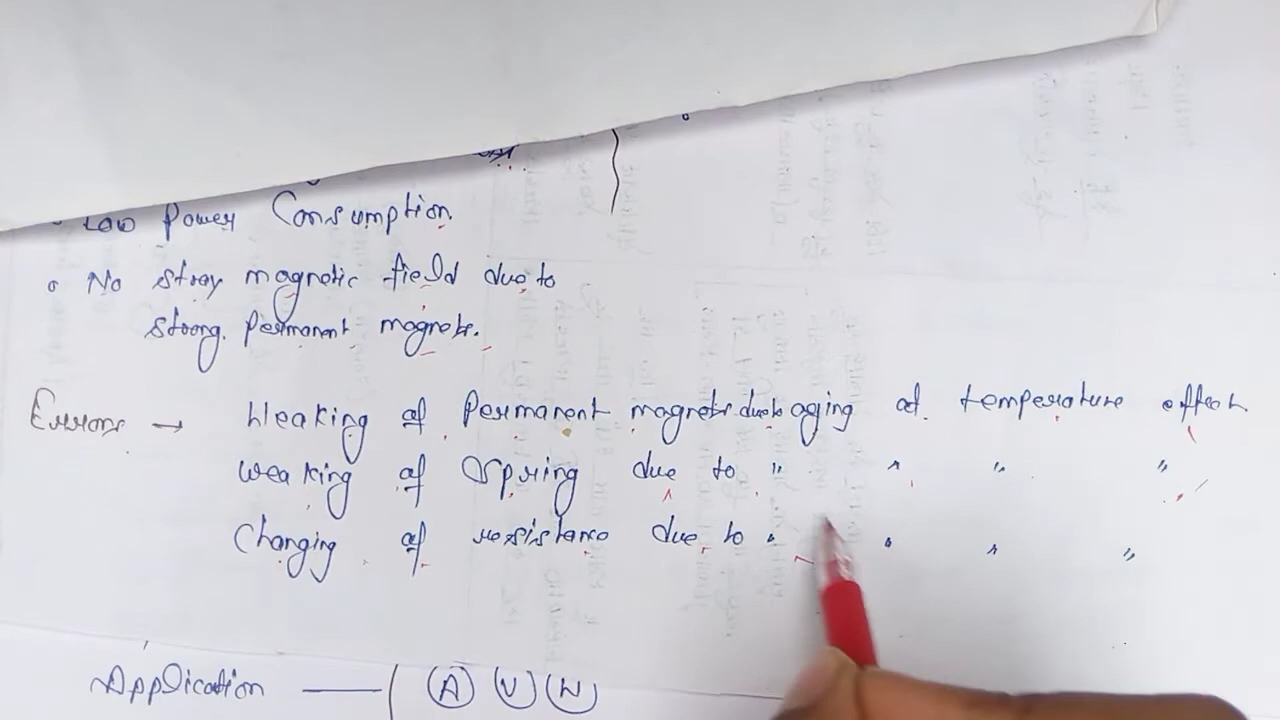 Low Power Consumption
No stray magnetic field due to
strong. Permanent magnets.
Errors → Weaking of Permanent magnets due to aging at temperature effect
weaking of Spring due to " " " "
Changing of resistance due to " " " "
Application — A V W